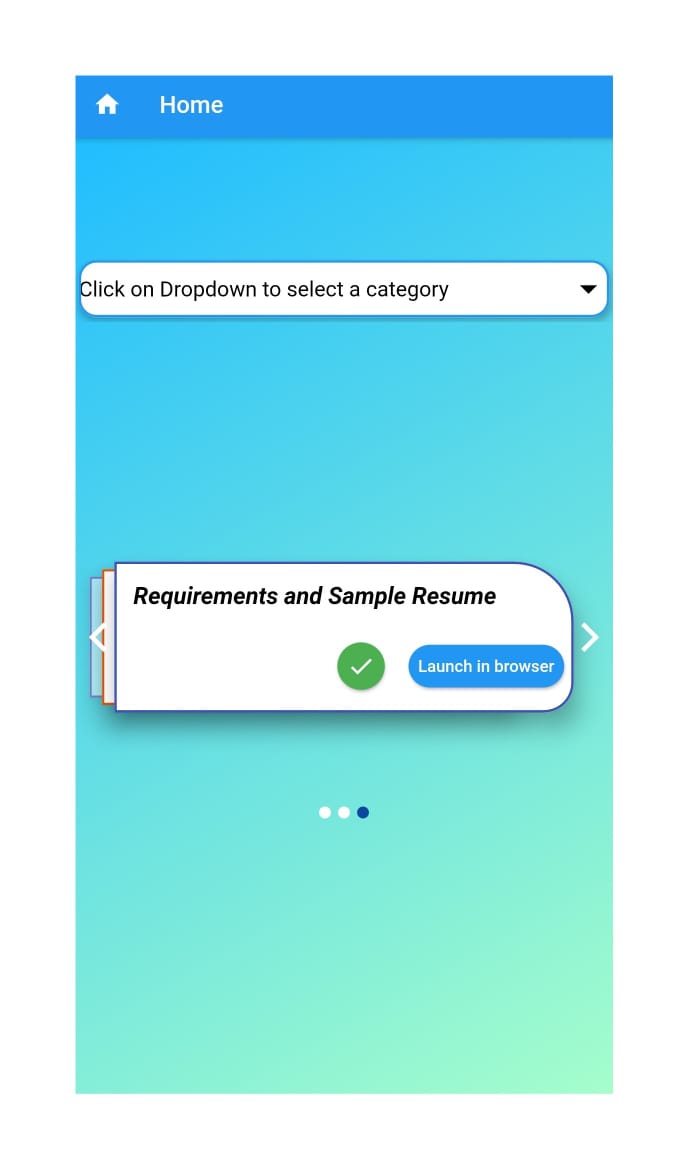 Home
Click on Dropdown to select a category
Requirements and Sample Resume
Launch in browser